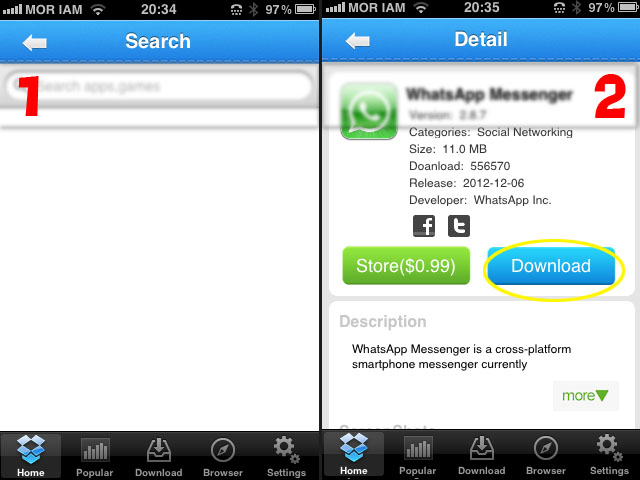 MOR IAM 20:34 97%
Search
1
Search apps,games
Home Popular Download Browser Settings
MOR IAM 20:35 97%
Detail
2
WhatsApp Messenger
Version: 2.8.7
Categories: Social Networking
Size: 11.0 MB
Doanload: 556570
Release: 2012-12-06
Developer: WhatsApp Inc.
f t
Store($0.99) Download
Description
WhatsApp Messenger is a cross-platform
smartphone messenger currently
more▼
Home Popular Download Browser Settings